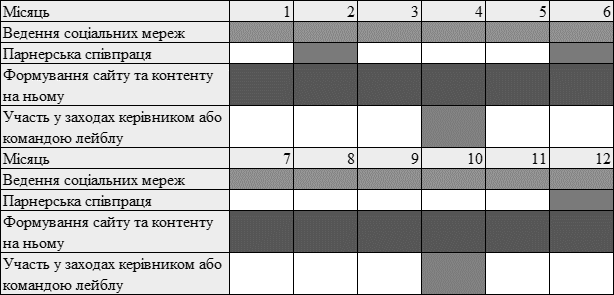 Місяць 1 2 3 4 5 6
Ведення соціальних мереж
Парнерська співпраця
Формування сайту та контенту
на ньому
Участь у заходах керівником або
командою лейблу
Місяць 7 8 9 10 11 12
Ведення соціальних мереж
Парнерська співпраця
Формування сайту та контенту
на ньому
Участь у заходах керівником або
командою лейблу